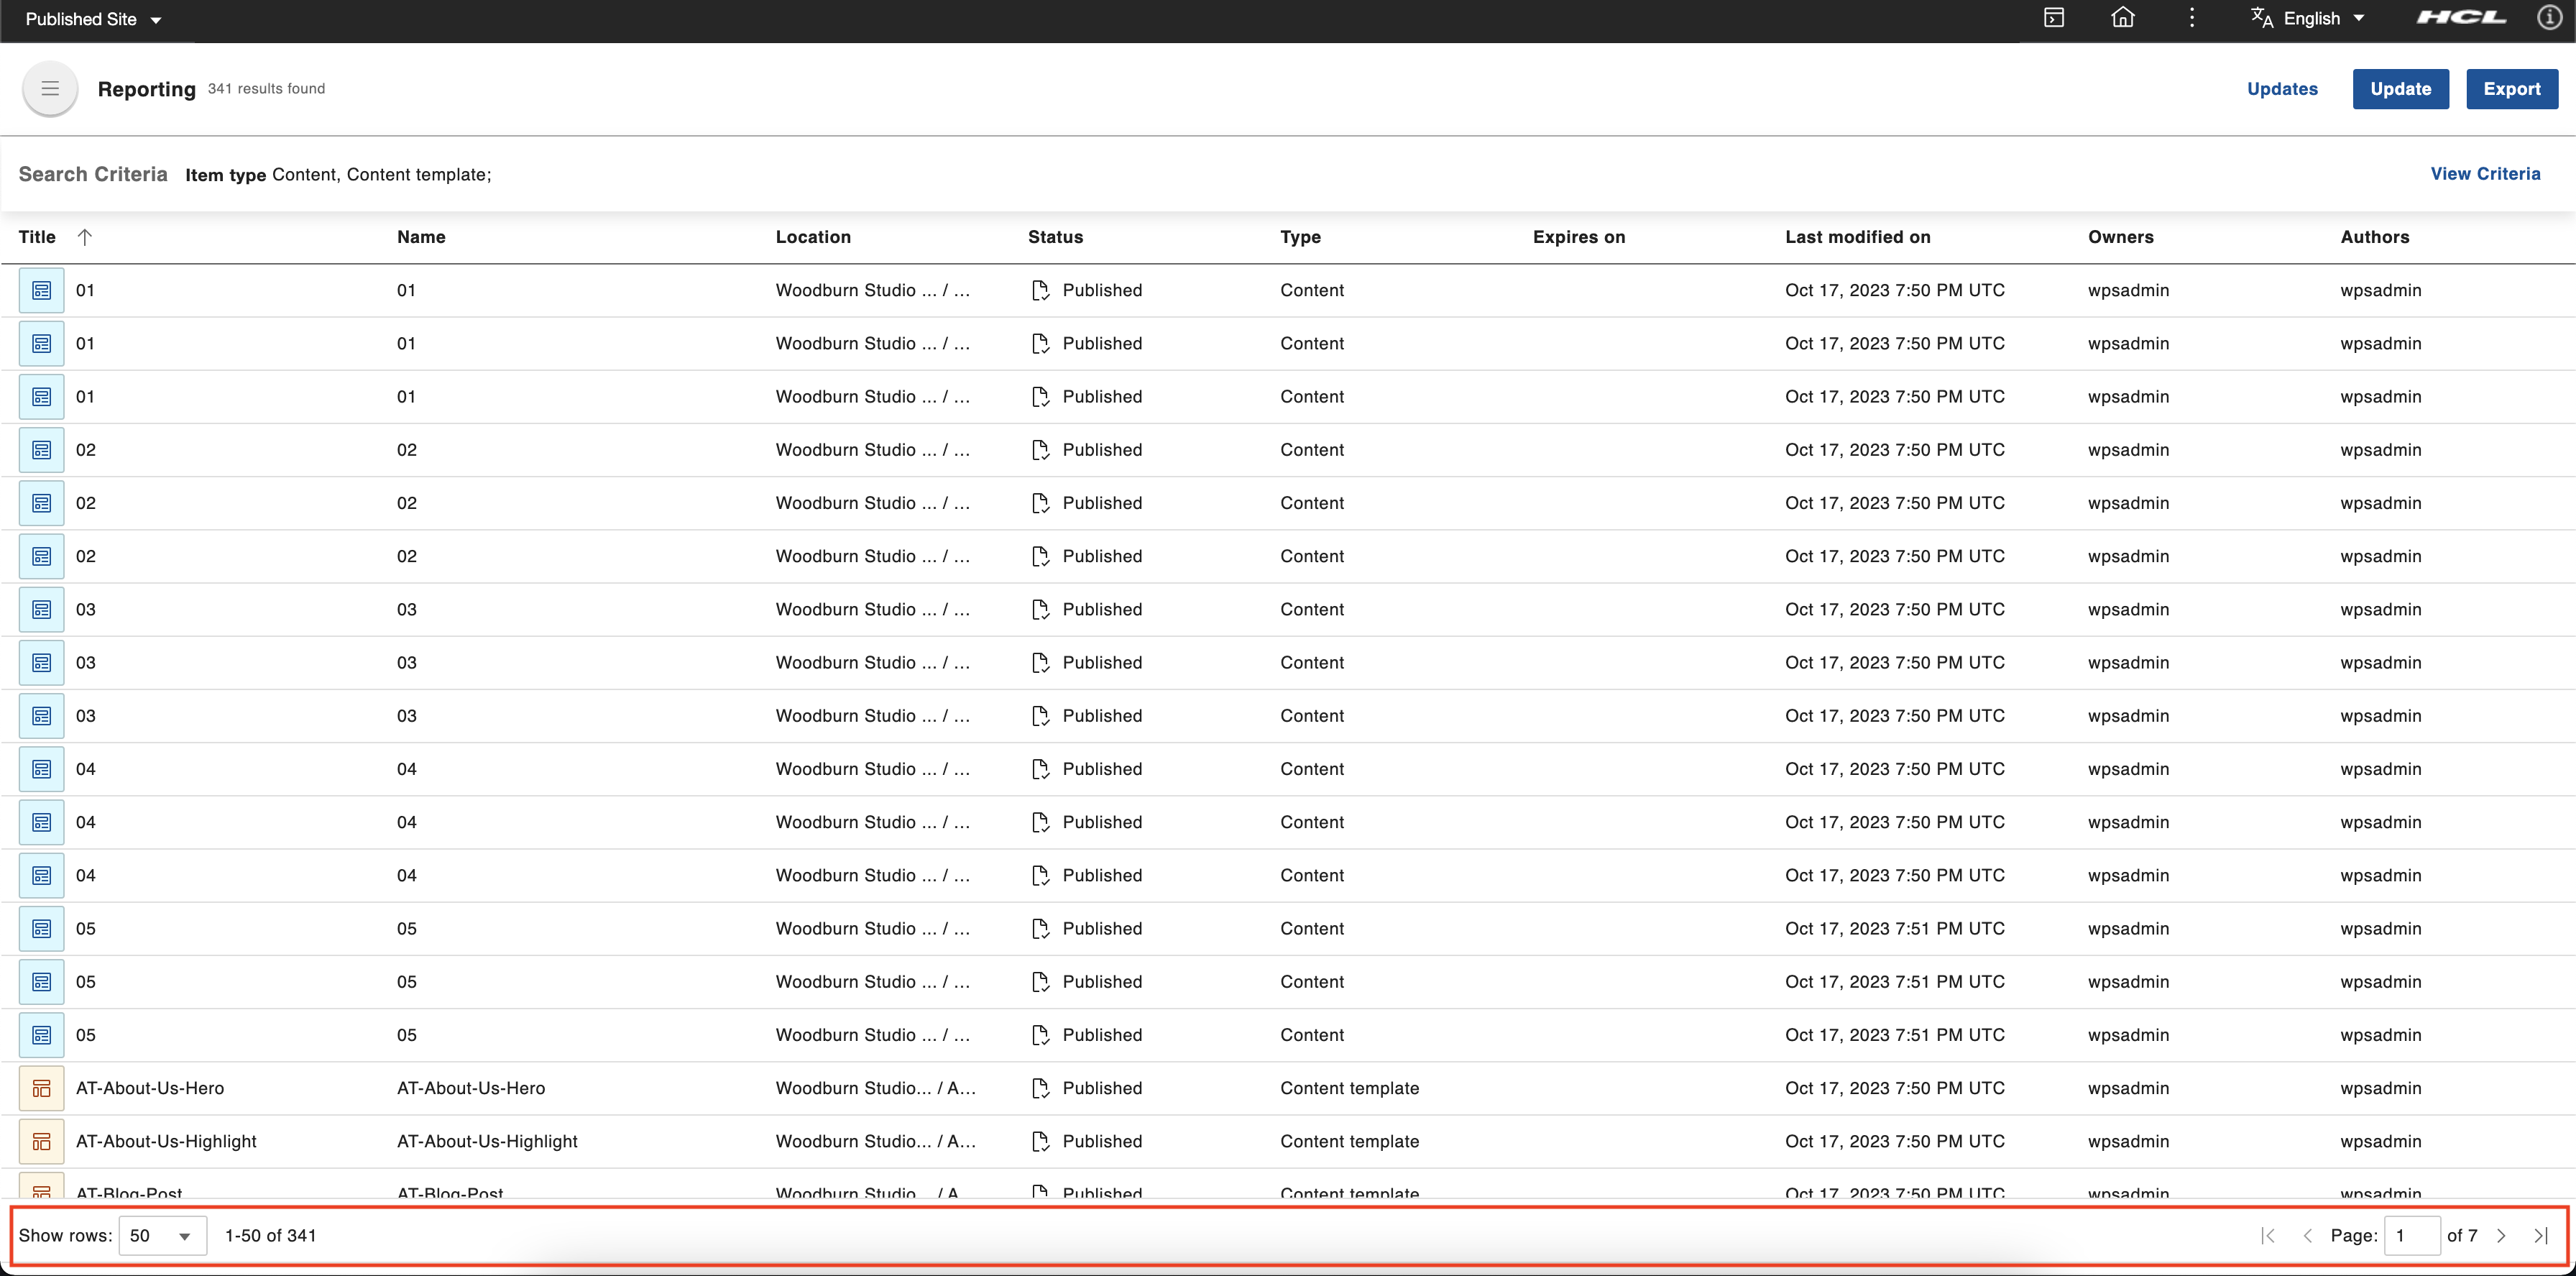 Published Site English HCL
Reporting 341 results found Updates Update Export
Search Criteria Item type Content, Content template; View Criteria
Title Name Location Status Type Expires on Last modified on Owners Authors
01 01 Woodburn Studio ... / ... Published Content Oct 17, 2023 7:50 PM UTC wpsadmin wpsadmin
01 01 Woodburn Studio ... / ... Published Content Oct 17, 2023 7:50 PM UTC wpsadmin wpsadmin
01 01 Woodburn Studio ... / ... Published Content Oct 17, 2023 7:50 PM UTC wpsadmin wpsadmin
02 02 Woodburn Studio ... / ... Published Content Oct 17, 2023 7:50 PM UTC wpsadmin wpsadmin
02 02 Woodburn Studio ... / ... Published Content Oct 17, 2023 7:50 PM UTC wpsadmin wpsadmin
02 02 Woodburn Studio ... / ... Published Content Oct 17, 2023 7:50 PM UTC wpsadmin wpsadmin
03 03 Woodburn Studio ... / ... Published Content Oct 17, 2023 7:50 PM UTC wpsadmin wpsadmin
03 03 Woodburn Studio ... / ... Published Content Oct 17, 2023 7:50 PM UTC wpsadmin wpsadmin
03 03 Woodburn Studio ... / ... Published Content Oct 17, 2023 7:50 PM UTC wpsadmin wpsadmin
04 04 Woodburn Studio ... / ... Published Content Oct 17, 2023 7:50 PM UTC wpsadmin wpsadmin
04 04 Woodburn Studio ... / ... Published Content Oct 17, 2023 7:50 PM UTC wpsadmin wpsadmin
04 04 Woodburn Studio ... / ... Published Content Oct 17, 2023 7:50 PM UTC wpsadmin wpsadmin
05 05 Woodburn Studio ... / ... Published Content Oct 17, 2023 7:51 PM UTC wpsadmin wpsadmin
05 05 Woodburn Studio ... / ... Published Content Oct 17, 2023 7:51 PM UTC wpsadmin wpsadmin
05 05 Woodburn Studio ... / ... Published Content Oct 17, 2023 7:51 PM UTC wpsadmin wpsadmin
AT-About-Us-Hero AT-About-Us-Hero Woodburn Studio... / A... Published Content template Oct 17, 2023 7:50 PM UTC wpsadmin wpsadmin
AT-About-Us-Highlight AT-About-Us-Highlight Woodburn Studio... / A... Published Content template Oct 17, 2023 7:50 PM UTC wpsadmin wpsadmin
AT-Blog-Post AT-Blog-Post Woodburn Studio... / A... Published Content template Oct 17, 2023 7:50 PM UTC wpsadmin wpsadmin
Show rows: 50 1-50 of 341 Page: 1 of 7